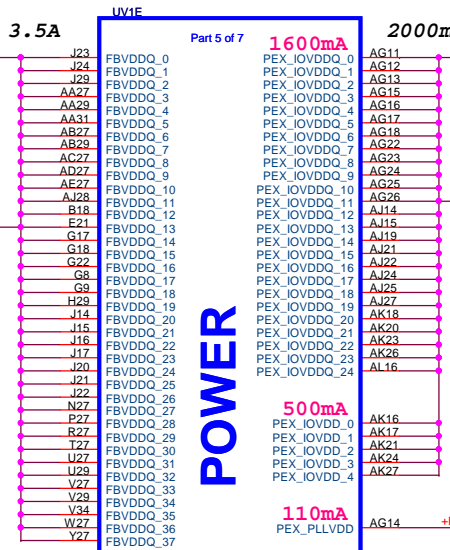 UV1E
3.5A
Part 5 of 7
1600mA
2000m
J23 FBVDDQ_0 PEX_IOVDDQ_0 AG11
J24 FBVDDQ_1 PEX_IOVDDQ_1 AG12
J29 FBVDDQ_2 PEX_IOVDDQ_2 AG13
AA27 FBVDDQ_3 PEX_IOVDDQ_3 AG15
AA29 FBVDDQ_4 PEX_IOVDDQ_4 AG16
AA31 FBVDDQ_5 PEX_IOVDDQ_5 AG17
AB27 FBVDDQ_6 PEX_IOVDDQ_6 AG18
AB29 FBVDDQ_7 PEX_IOVDDQ_7 AG22
AC27 FBVDDQ_8 PEX_IOVDDQ_8 AG23
AD27 FBVDDQ_9 PEX_IOVDDQ_9 AG24
AE27 FBVDDQ_10 PEX_IOVDDQ_10 AG25
AJ28 FBVDDQ_11 PEX_IOVDDQ_11 AG26
B18 FBVDDQ_12 PEX_IOVDDQ_12 AJ14
E21 FBVDDQ_13 PEX_IOVDDQ_13 AJ15
G17 FBVDDQ_14 PEX_IOVDDQ_14 AJ19
G18 FBVDDQ_15 PEX_IOVDDQ_15 AJ21
G22 FBVDDQ_16 PEX_IOVDDQ_16 AJ22
G8 FBVDDQ_17 PEX_IOVDDQ_17 AJ24
G9 FBVDDQ_18 PEX_IOVDDQ_18 AJ25
H29 FBVDDQ_19 PEX_IOVDDQ_19 AJ27
J14 FBVDDQ_20 PEX_IOVDDQ_20 AK18
J15 FBVDDQ_21 PEX_IOVDDQ_21 AK20
J16 FBVDDQ_22 PEX_IOVDDQ_22 AK23
J17 FBVDDQ_23 PEX_IOVDDQ_23 AK26
J20 FBVDDQ_24 PEX_IOVDDQ_24 AL16
J21 FBVDDQ_25
J22 FBVDDQ_26
N27 FBVDDQ_27
500mA
P27 FBVDDQ_28 PEX_IOVDD_0 AK16
R27 FBVDDQ_29 PEX_IOVDD_1 AK17
T27 FBVDDQ_30 PEX_IOVDD_2 AK21
U27 FBVDDQ_31 PEX_IOVDD_3 AK24
U29 FBVDDQ_32 PEX_IOVDD_4 AK27
V27 FBVDDQ_33
V29 FBVDDQ_34
V34 FBVDDQ_35
110mA
W27 FBVDDQ_36 PEX_PLLVDD AG14
Y27 FBVDDQ_37
POWER